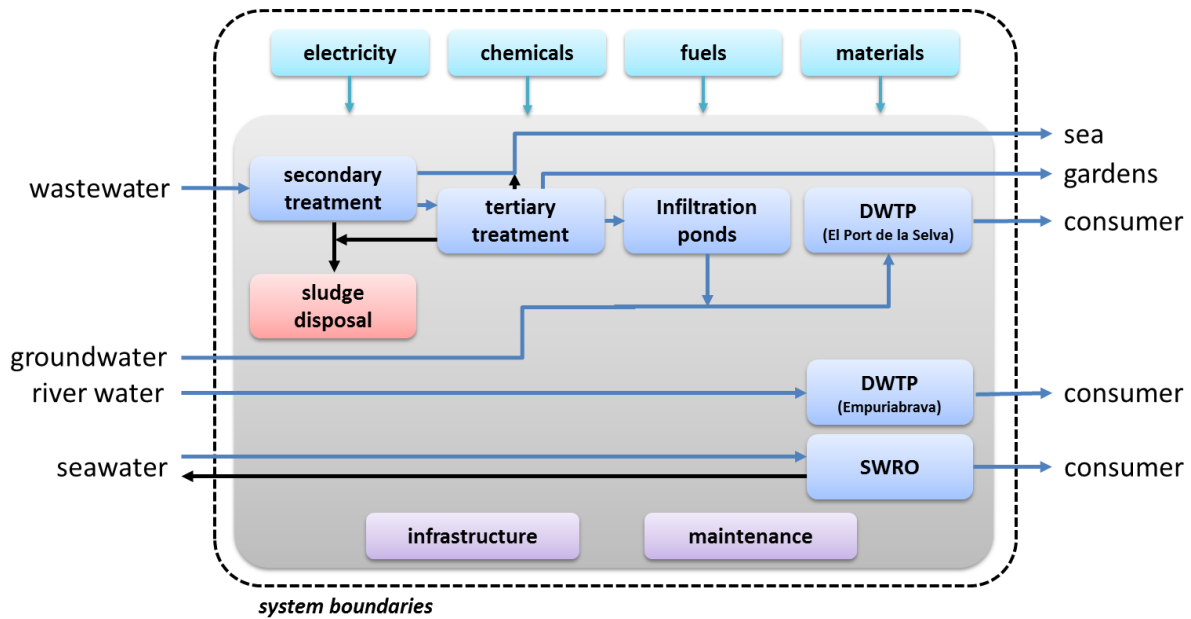 electricity
chemicals
fuels
materials
sea
wastewater
secondary
treatment
gardens
tertiary
treatment
Infiltration
ponds
DWTP
(El Port de la Selva)
consumer
sludge
disposal
groundwater
river water
DWTP
(Empuriabrava)
consumer
seawater
SWRO
consumer
infrastructure
maintenance
system boundaries